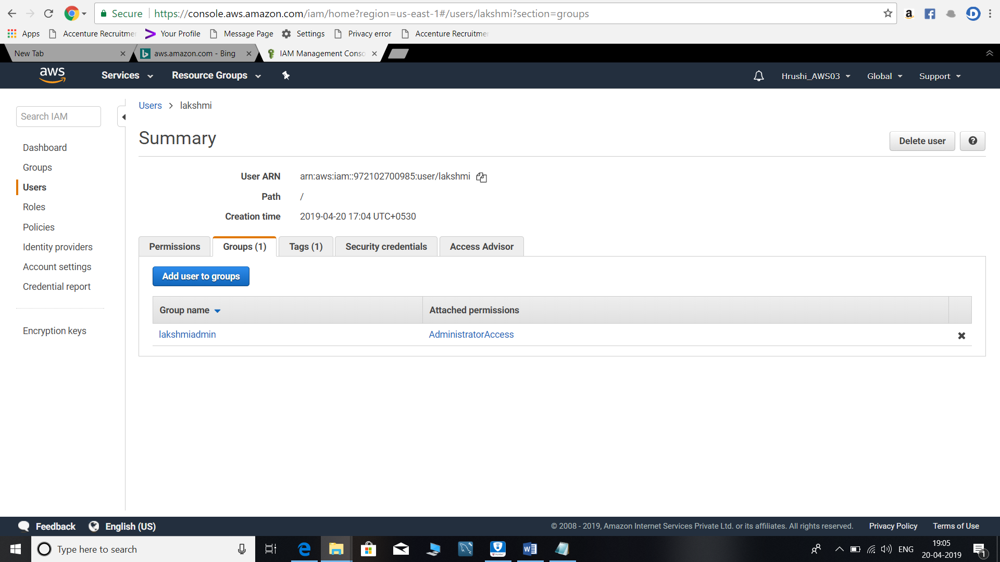 Secure https://console.aws.amazon.com/iam/home?region=us-east-1#/users/lakshmi?section=groups
Apps Accenture Recruitmer Your Profile Message Page Settings Privacy error Accenture Recruitmer
New Tab aws.amazon.com - Bing IAM Management Conso
aws Services Resource Groups Hrushi_AWS03 Global Support
Users > lakshmi
Search IAM
Summary
Delete user
Dashboard
Groups
Users
Roles
Policies
Identity providers
Account settings
Credential report
Encryption keys
User ARN arn:aws:iam::972102700985:user/lakshmi
Path /
Creation time 2019-04-20 17:04 UTC+0530
Permissions Groups (1) Tags (1) Security credentials Access Advisor
Add user to groups
Group name Attached permissions
lakshmiadmin AdministratorAccess
Feedback English (US) © 2008 - 2019, Amazon Internet Services Private Ltd. or its affiliates. All rights reserved. Privacy Policy Terms of Use
Type here to search ENG 19:05
20-04-2019 1